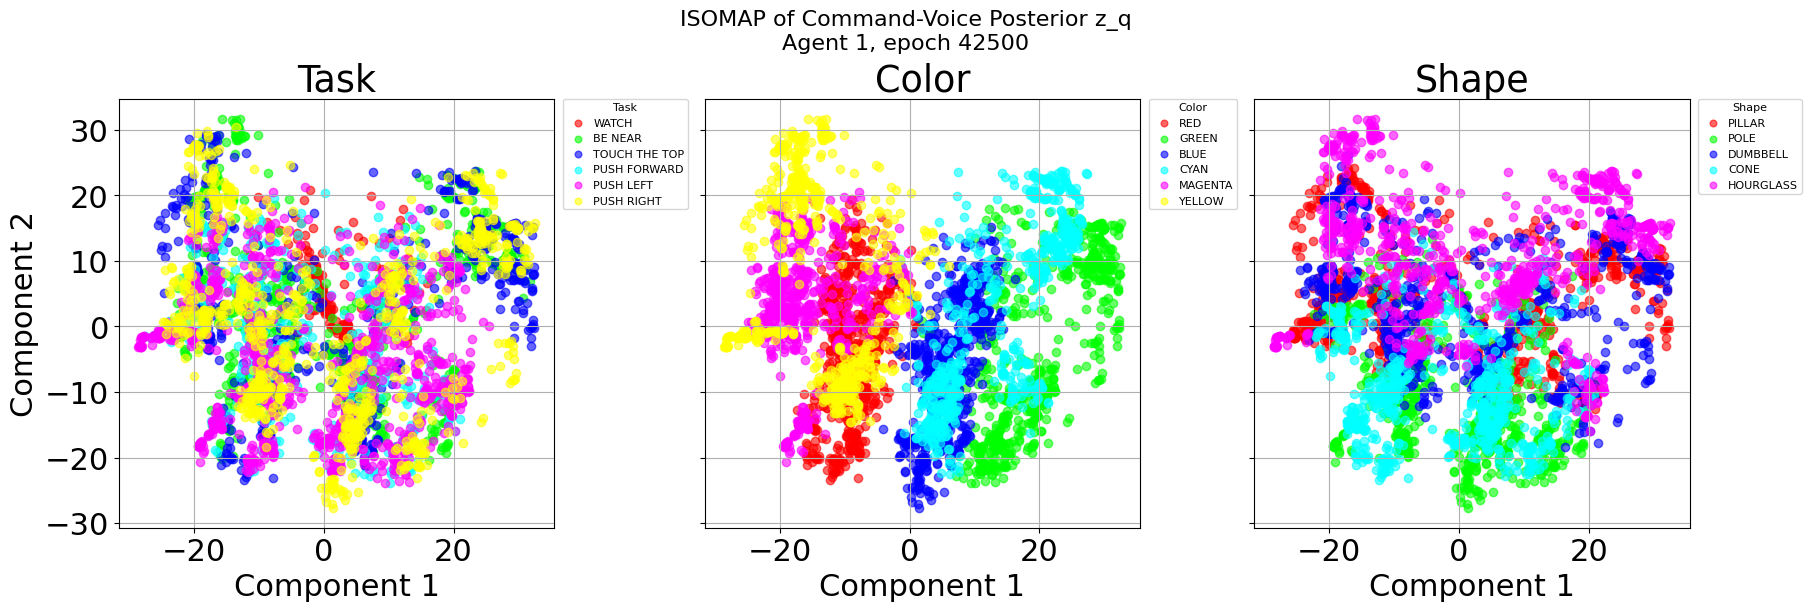 ISOMAP of Command-Voice Posterior z_q
Agent 1, epoch 42500
Task
Component 2
30
20
10
0
−10
−20
−30
−20 0 20
Component 1
Task
WATCH
BE NEAR
TOUCH THE TOP
PUSH FORWARD
PUSH LEFT
PUSH RIGHT
Color
−20 0 20
Component 1
Color
RED
GREEN
BLUE
CYAN
MAGENTA
YELLOW
Shape
−20 0 20
Component 1
Shape
PILLAR
POLE
DUMBBELL
CONE
HOURGLASS